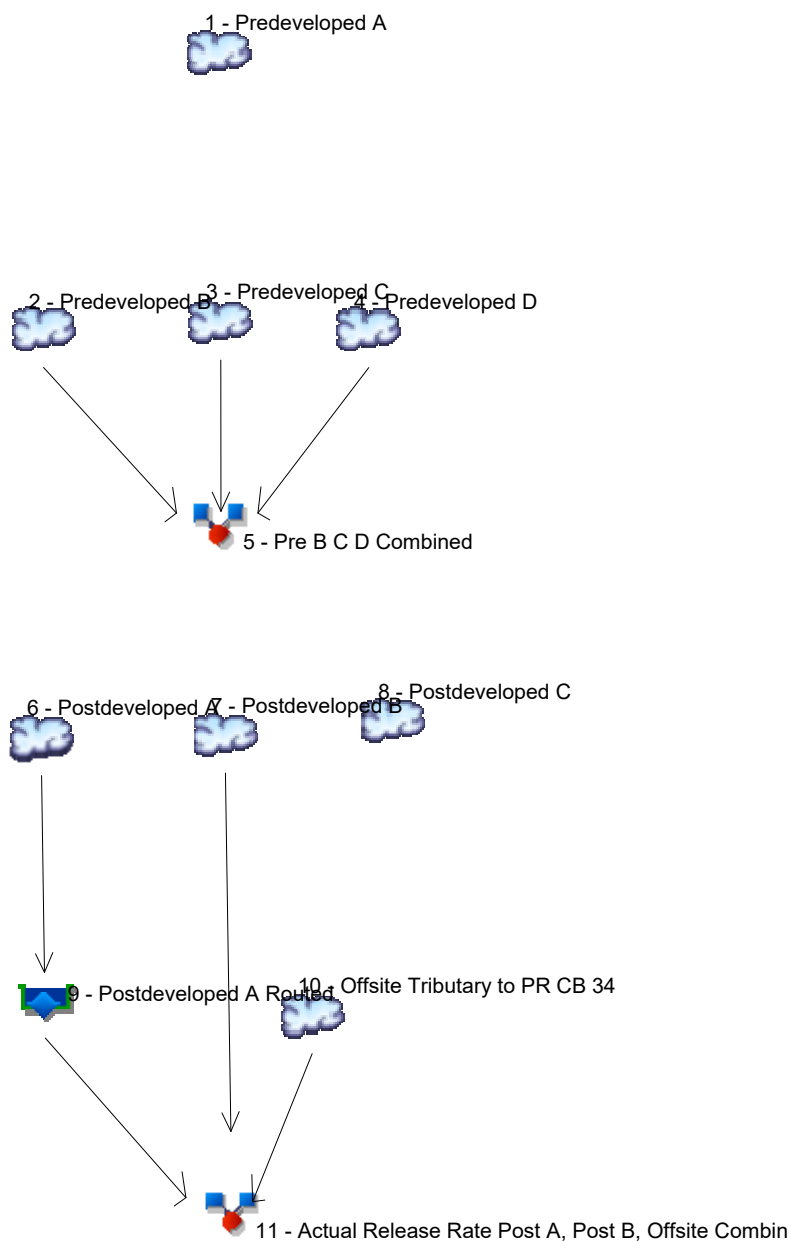 1 - Predeveloped A
2 - Predeveloped B
3 - Predeveloped C
4 - Predeveloped D
5 - Pre B C D Combined
6 - Postdeveloped A
7 - Postdeveloped B
8 - Postdeveloped C
9 - Postdeveloped A Routed
10 - Offsite Tributary to PR CB 34
11 - Actual Release Rate Post A, Post B, Offsite Combin